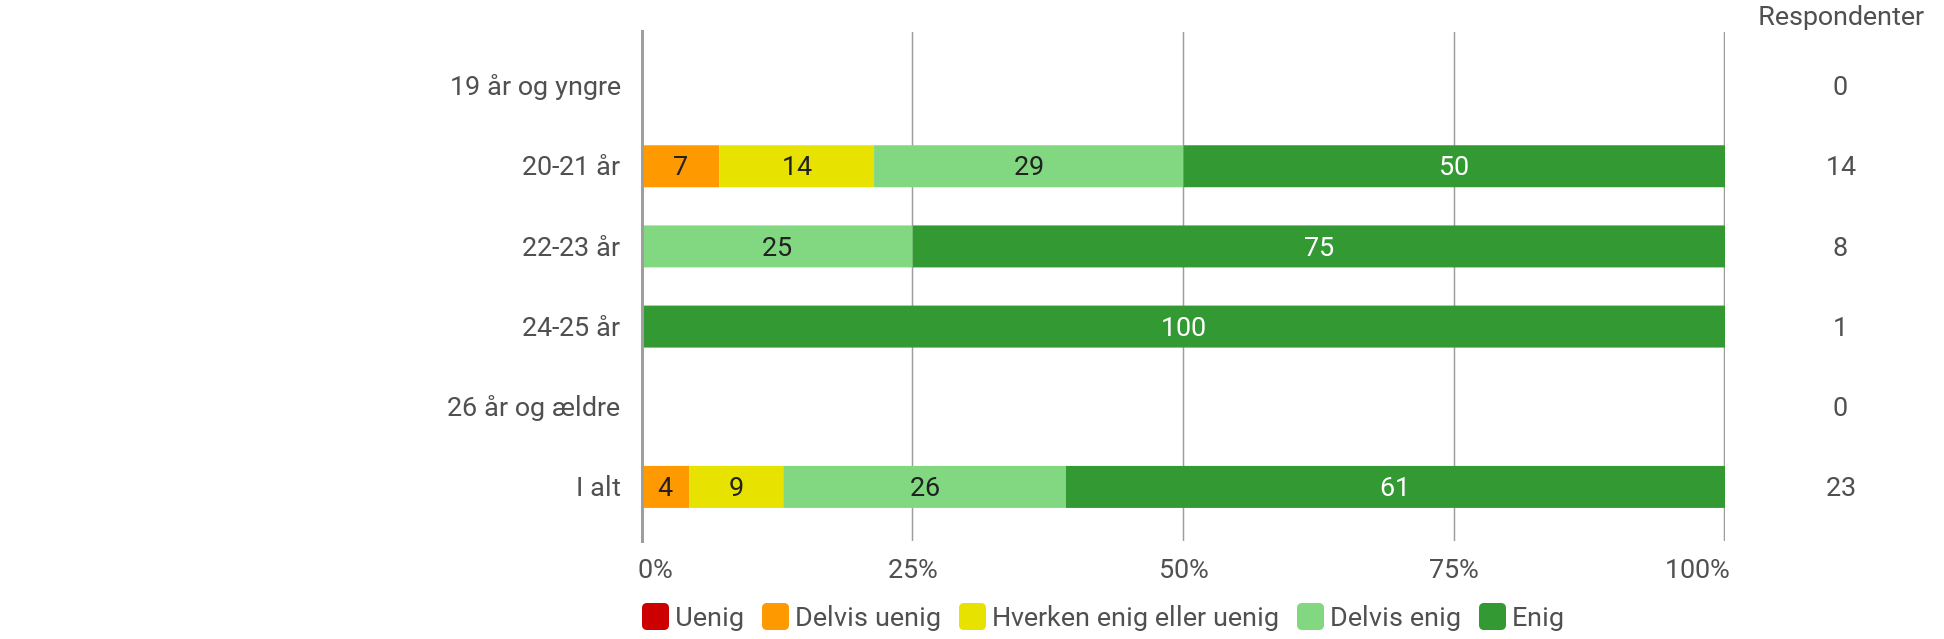 Respondenter
19 år og yngre 0
20-21 år 7 14 29 50 14
22-23 år 25 75 8
24-25 år 100 1
26 år og ældre 0
I alt 4 9 26 61 23
0% 25% 50% 75% 100%
Uenig Delvis uenig Hverken enig eller uenig Delvis enig Enig